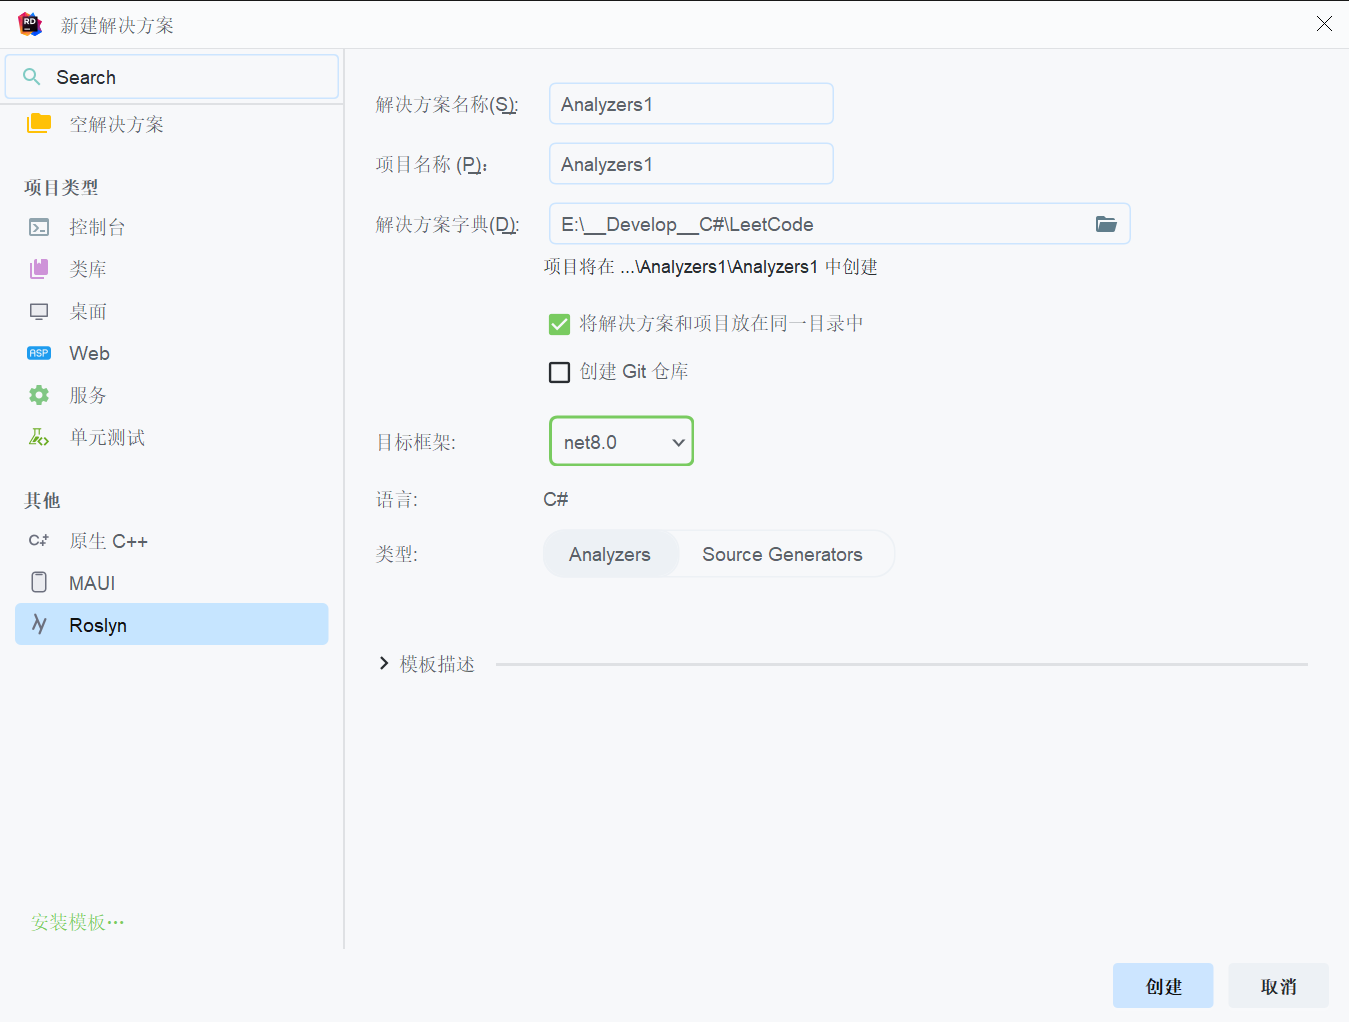 新建解决方案
Search
空解决方案
项目类型
控制台
类库
桌面
Web
服务
单元测试
其他
原生 C++
MAUI
Roslyn
安装模板…
解决方案名称(S): Analyzers1
项目名称 (P): Analyzers1
解决方案字典(D): E:\__Develop__C#\LeetCode
项目将在 ...\Analyzers1\Analyzers1 中创建
将解决方案和项目放在同一目录中
创建 Git 仓库
目标框架: net8.0
语言: C#
类型: Analyzers Source Generators
模板描述
创建 取消